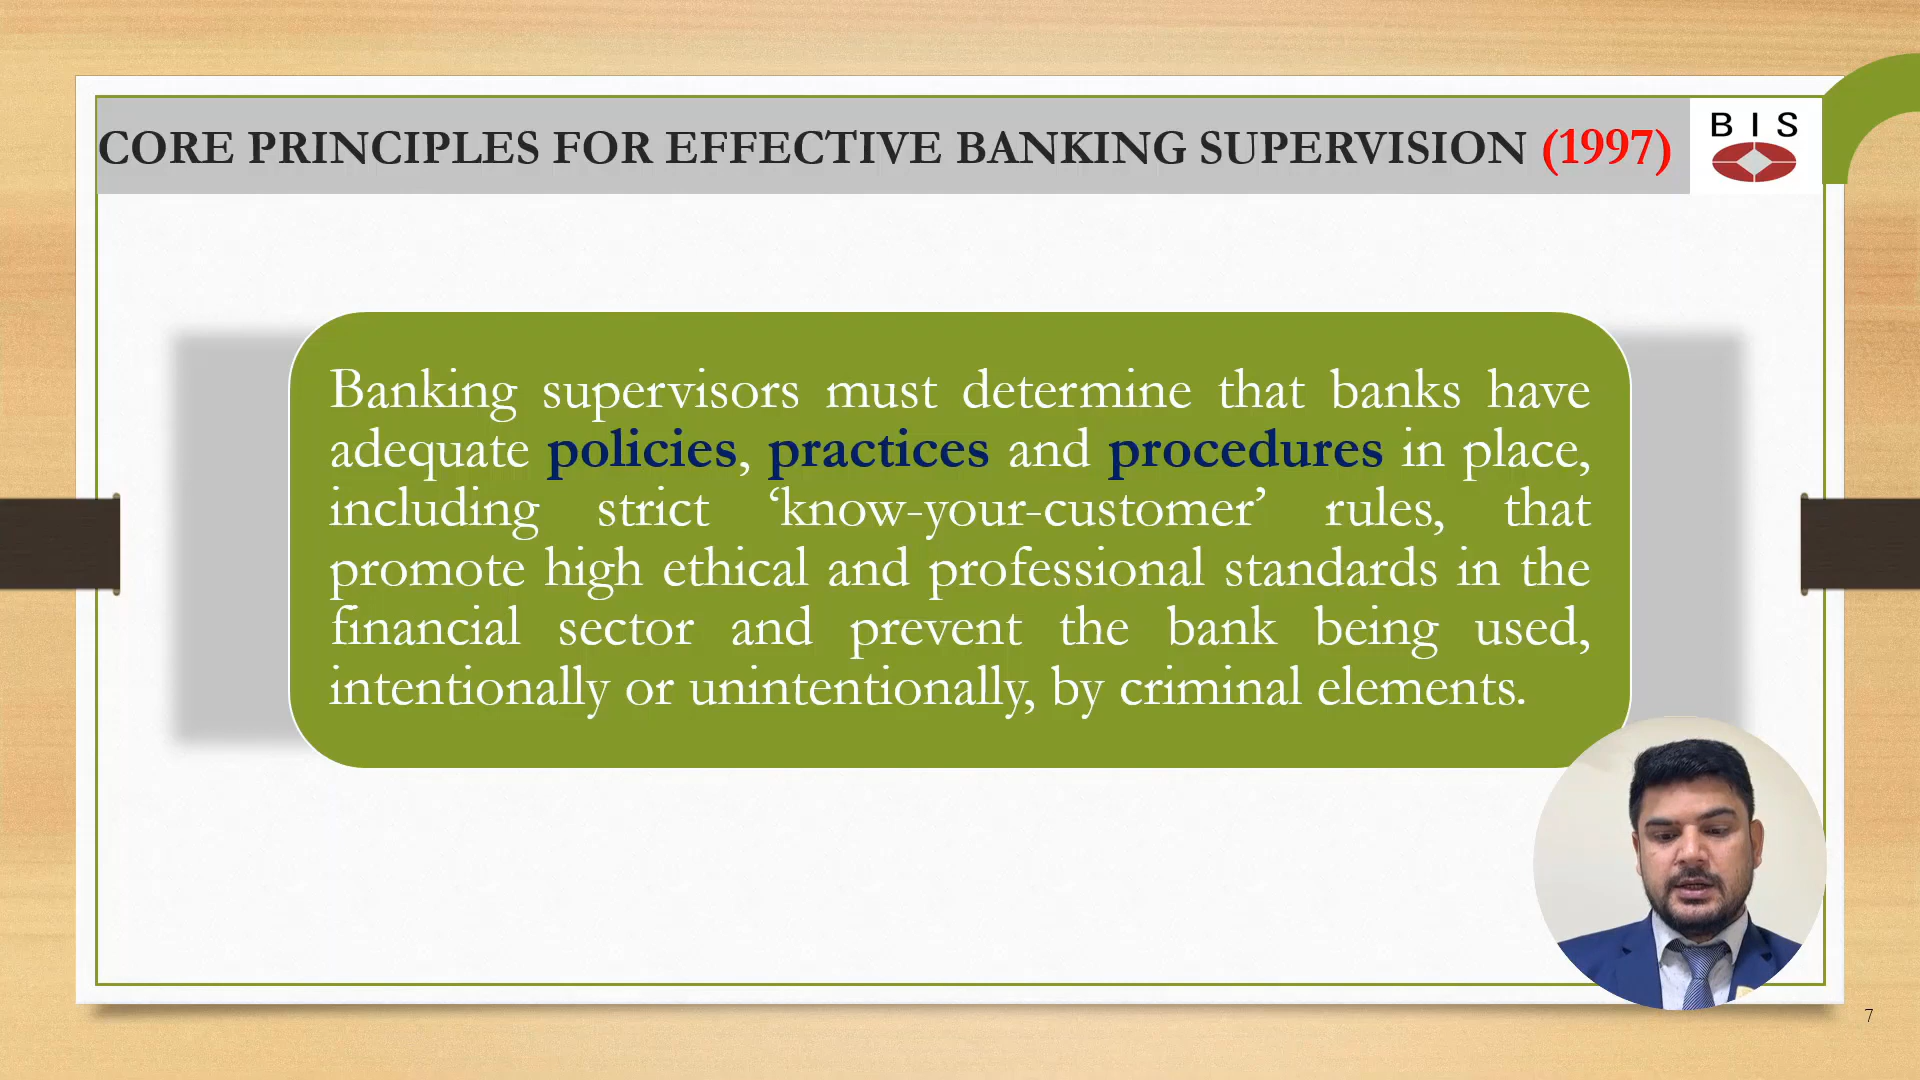 CORE PRINCIPLES FOR EFFECTIVE BANKING SUPERVISION (1997)
BIS
Banking supervisors must determine that banks have
adequate policies, practices and procedures in place,
including strict ‘know-your-customer’ rules, that
promote high ethical and professional standards in the
financial sector and prevent the bank being used,
intentionally or unintentionally, by criminal elements.
7